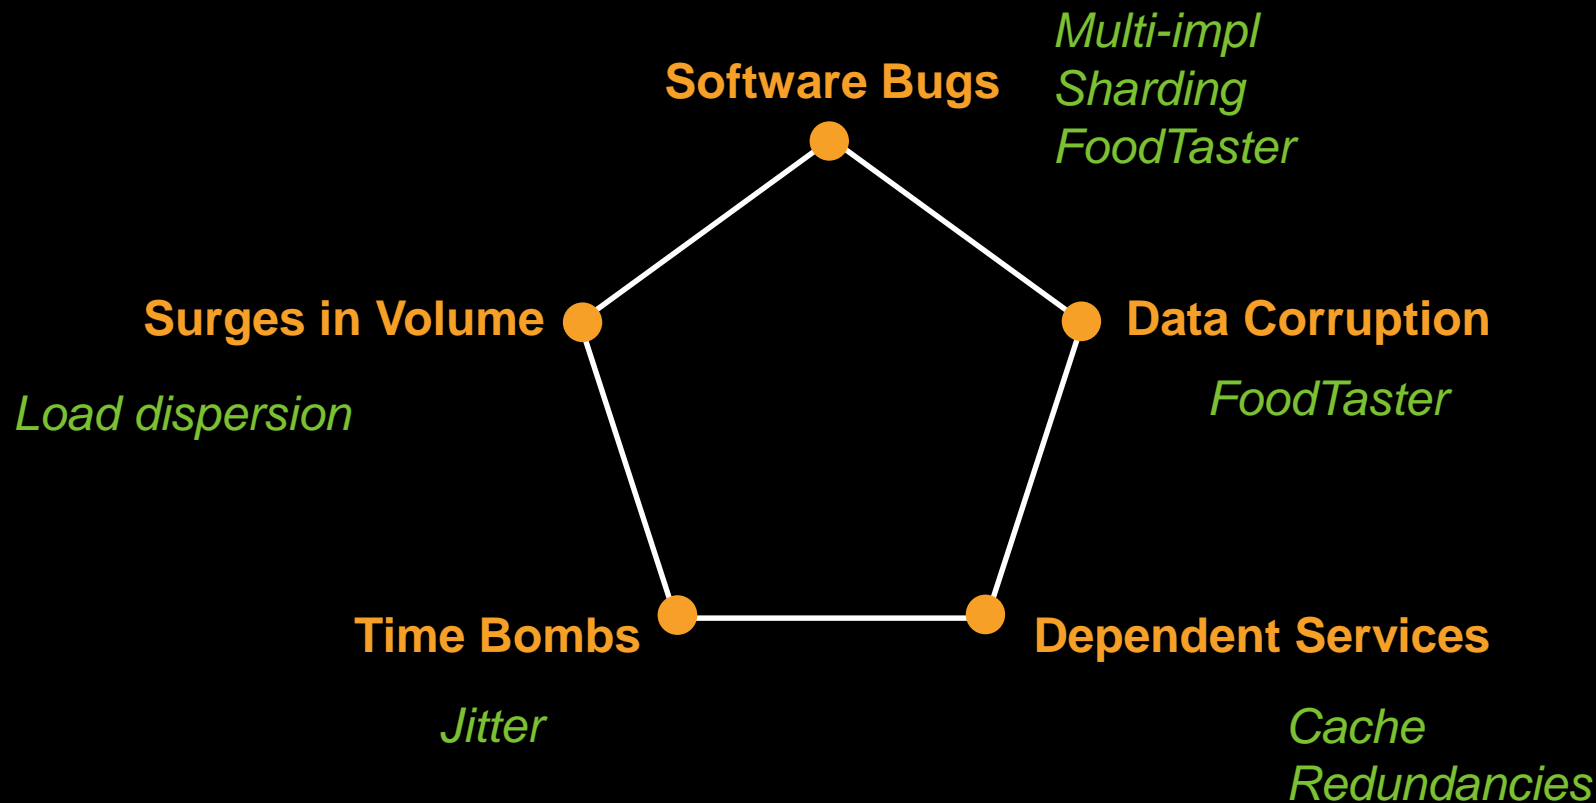 Multi-impl
Software Bugs
Sharding
FoodTaster
Surges in Volume
Data Corruption
Load dispersion
FoodTaster
Time Bombs
Dependent Services
Jitter
Cache
Redundancies